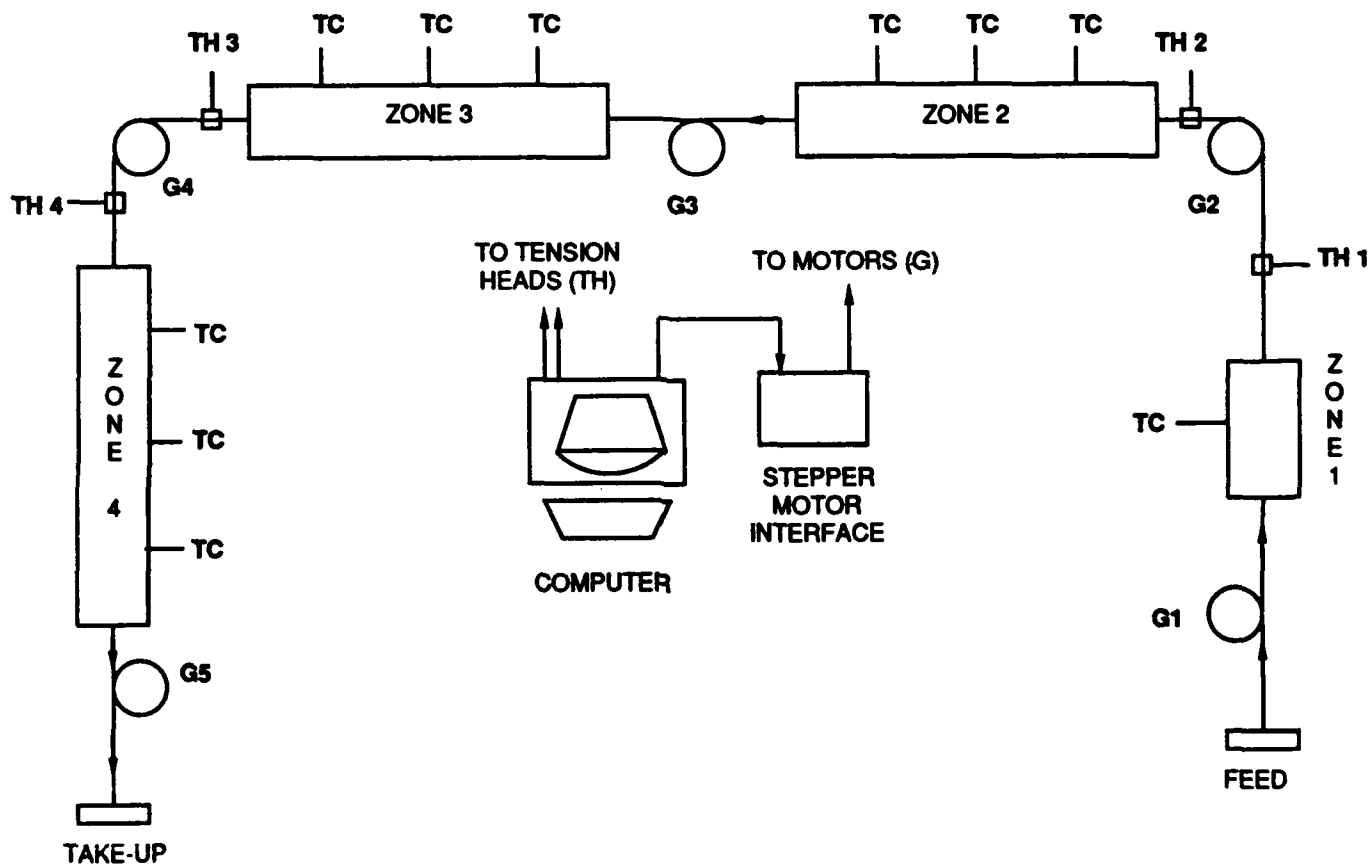 TC TC TC
TC TC TC
TH 3
TH 2
ZONE 3
ZONE 2
G4
G3
G2
TH 4
TH 1
TO TENSION
HEADS (TH)
TO MOTORS (G)
ZONE 4
TC
TC
TC
ZONE 1
TC
STEPPER
MOTOR
INTERFACE
COMPUTER
G1
G5
FEED
TAKE-UP